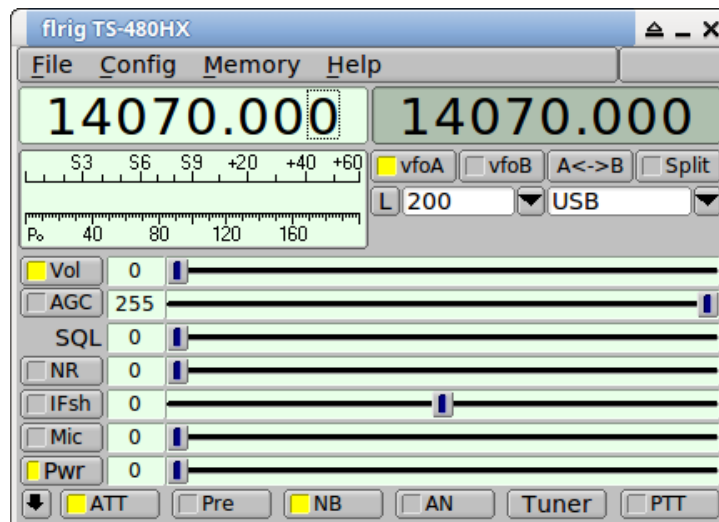 flrig TS-480HX
File Config Memory Help
14070.000 14070.000
S3 S6 S9 +20 +40 +60
vfoA vfoB A<->B Split
L 200 USB
Po 40 80 120 160
Vol 0
AGC 255
SQL 0
NR 0
IFsh 0
Mic 0
Pwr 0
ATT Pre NB AN Tuner PTT